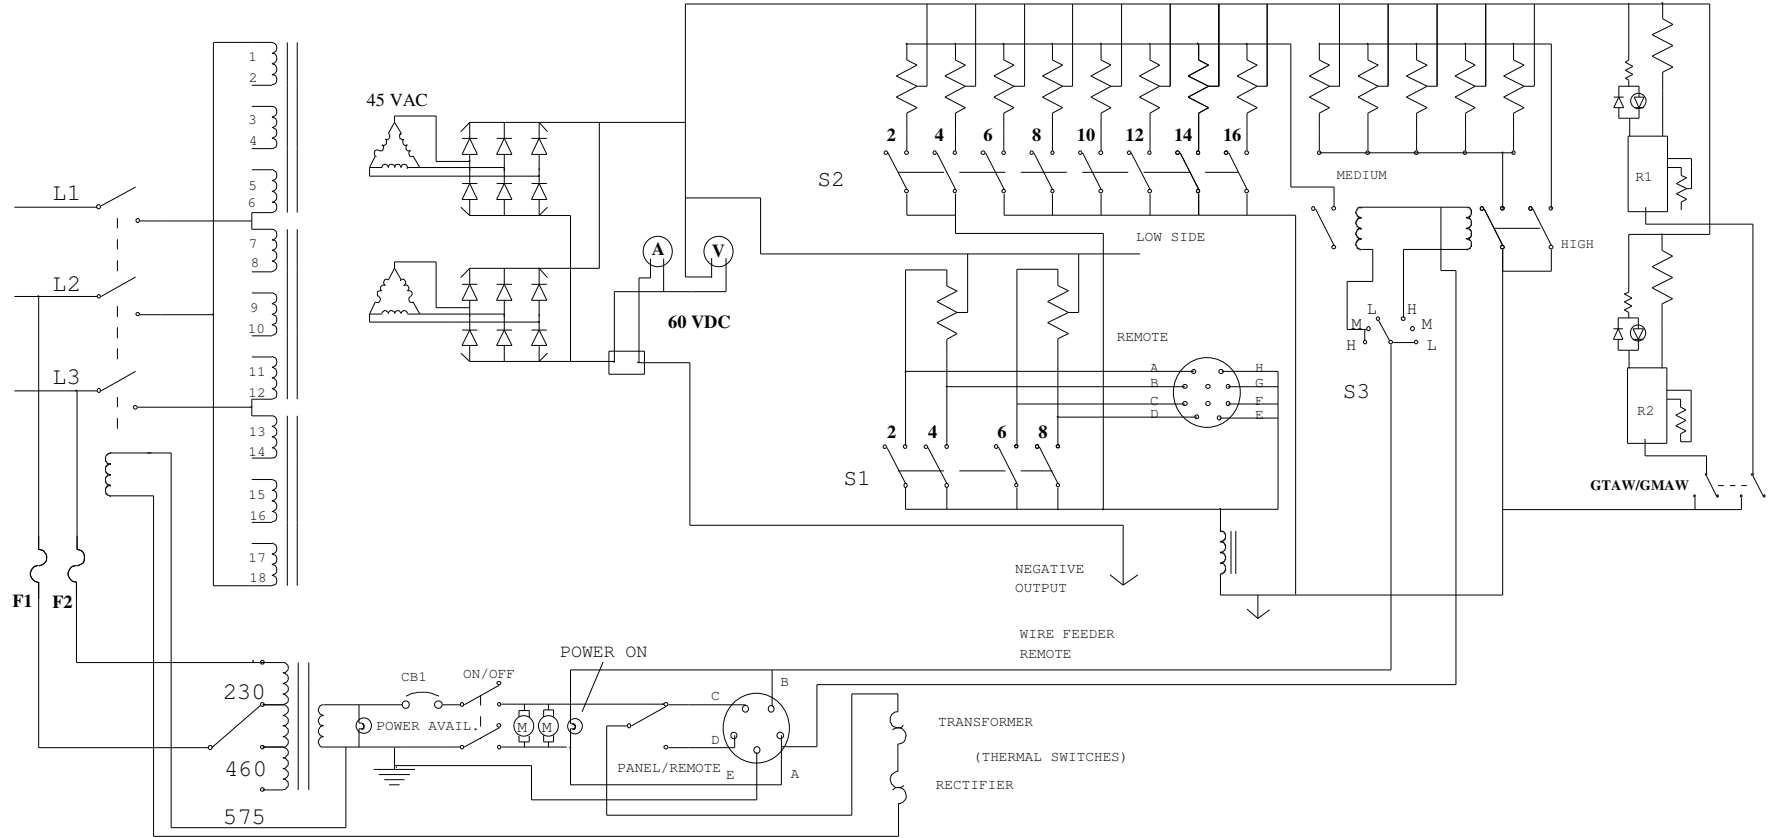 1
2
3
4
5
6
7
8
9
10
11
12
13
14
15
16
17
18
L1
L2
L3
F1
F2
45 VAC
A
V
60 VDC
2 4 6 8 10 12 14 16
S2
LOW SIDE
MEDIUM
HIGH
R1
R2
GTAW/GMAW
REMOTE
A
B
C
D
H
G
F
E
2 4 6 8
S1
L
M
H
H
M
L
S3
NEGATIVE
OUTPUT
WIRE FEEDER
REMOTE
230
460
575
CB1
ON/OFF
POWER AVAIL.
M M
POWER ON
PANEL/REMOTE
C
B
D
E
A
TRANSFORMER
(THERMAL SWITCHES)
RECTIFIER